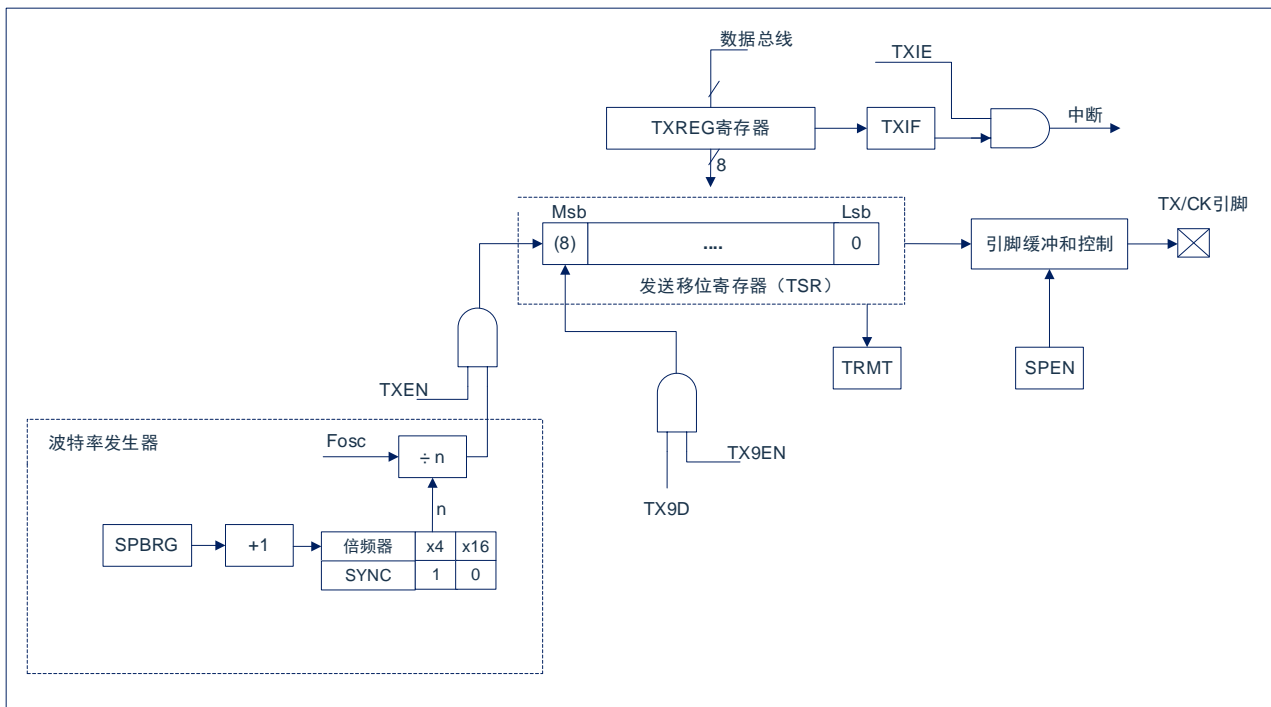 数据总线
TXIE
TXREG寄存器
TXIF
中断
8
Msb
Lsb
TX/CK引脚
(8)
....
0
引脚缓冲和控制
发送移位寄存器（TSR）
TRMT
SPEN
TXEN
波特率发生器
Fosc
÷ n
TX9EN
n
TX9D
SPBRG
+1
倍频器 x4 x16
SYNC 1 0